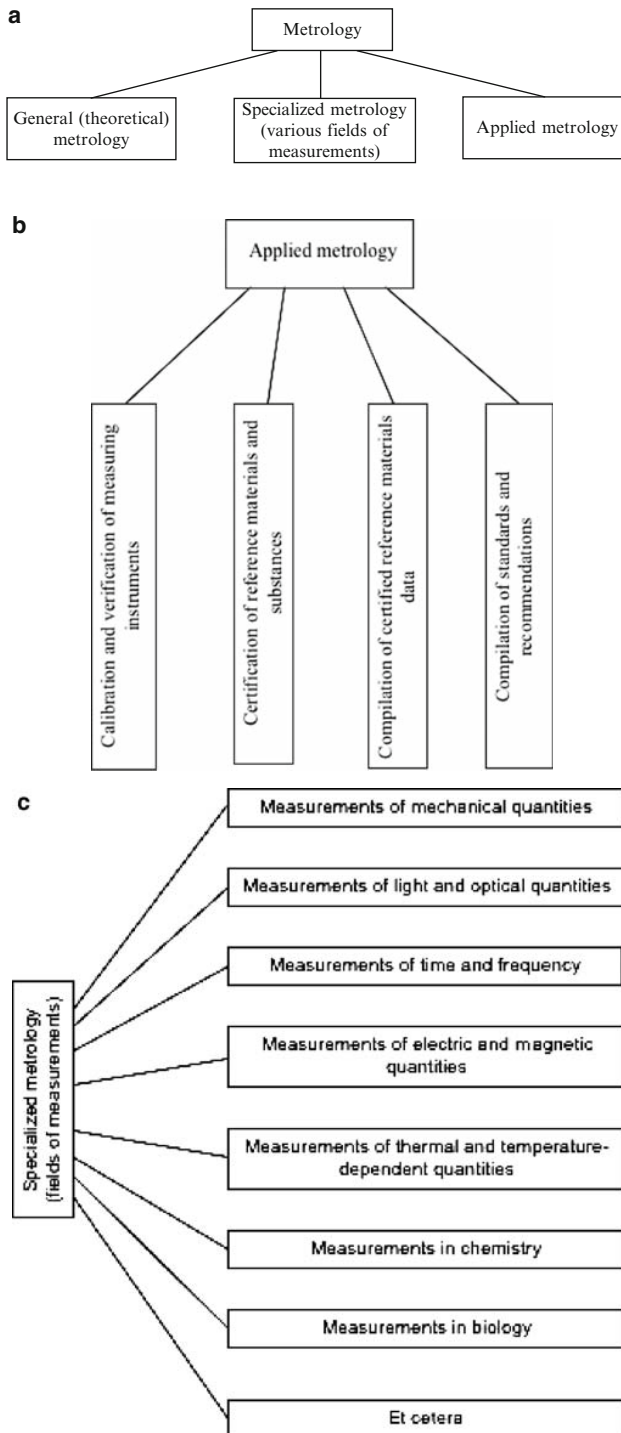 a
Metrology
General (theoretical)
metrology
Specialized metrology
(various fields of
measurements)
Applied metrology
b
Applied metrology
Calibration and verification of measuring
instruments
Certification of reference materials and
substances
Compilation of certified reference materials
data
Compilation of standards and
recommendations
c
Specialized metrology
(fields of measurements)
Measurements of mechanical quantities
Measurements of light and optical quantities
Measurements of time and frequency
Measurements of electric and magnetic
quantities
Measurements of thermal and temperature-
dependent quantities
Measurements in chemistry
Measurements in biology
Et cetera